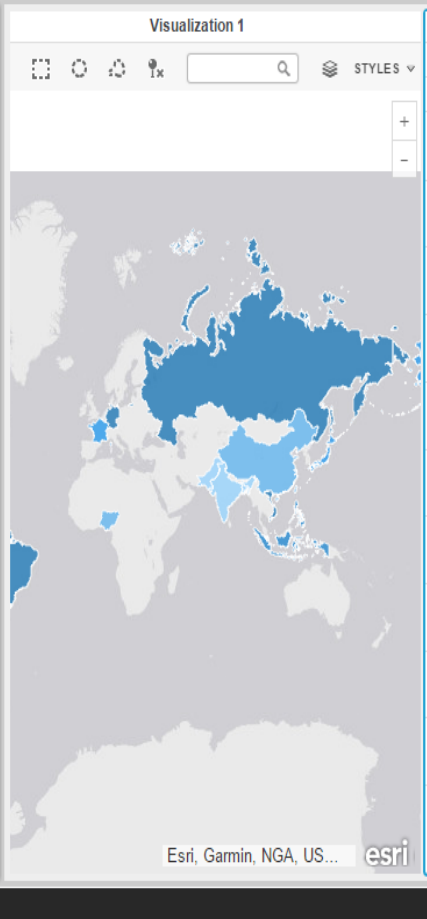 Visualization 1
STYLES
+
-
Esri, Garmin, NGA, US...
esri